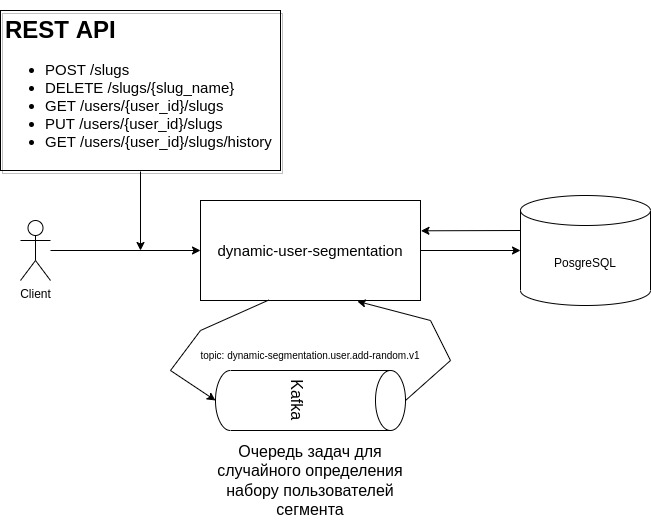 REST API
POST /slugs
DELETE /slugs/{slug_name}
GET /users/{user_id}/slugs
PUT /users/{user_id}/slugs
GET /users/{user_id}/slugs/history
dynamic-user-segmentation
PosgreSQL
Client
topic: dynamic-segmentation.user.add-random.v1
Kafka
Очередь задач для
случайного определения
набору пользователей
сегмента